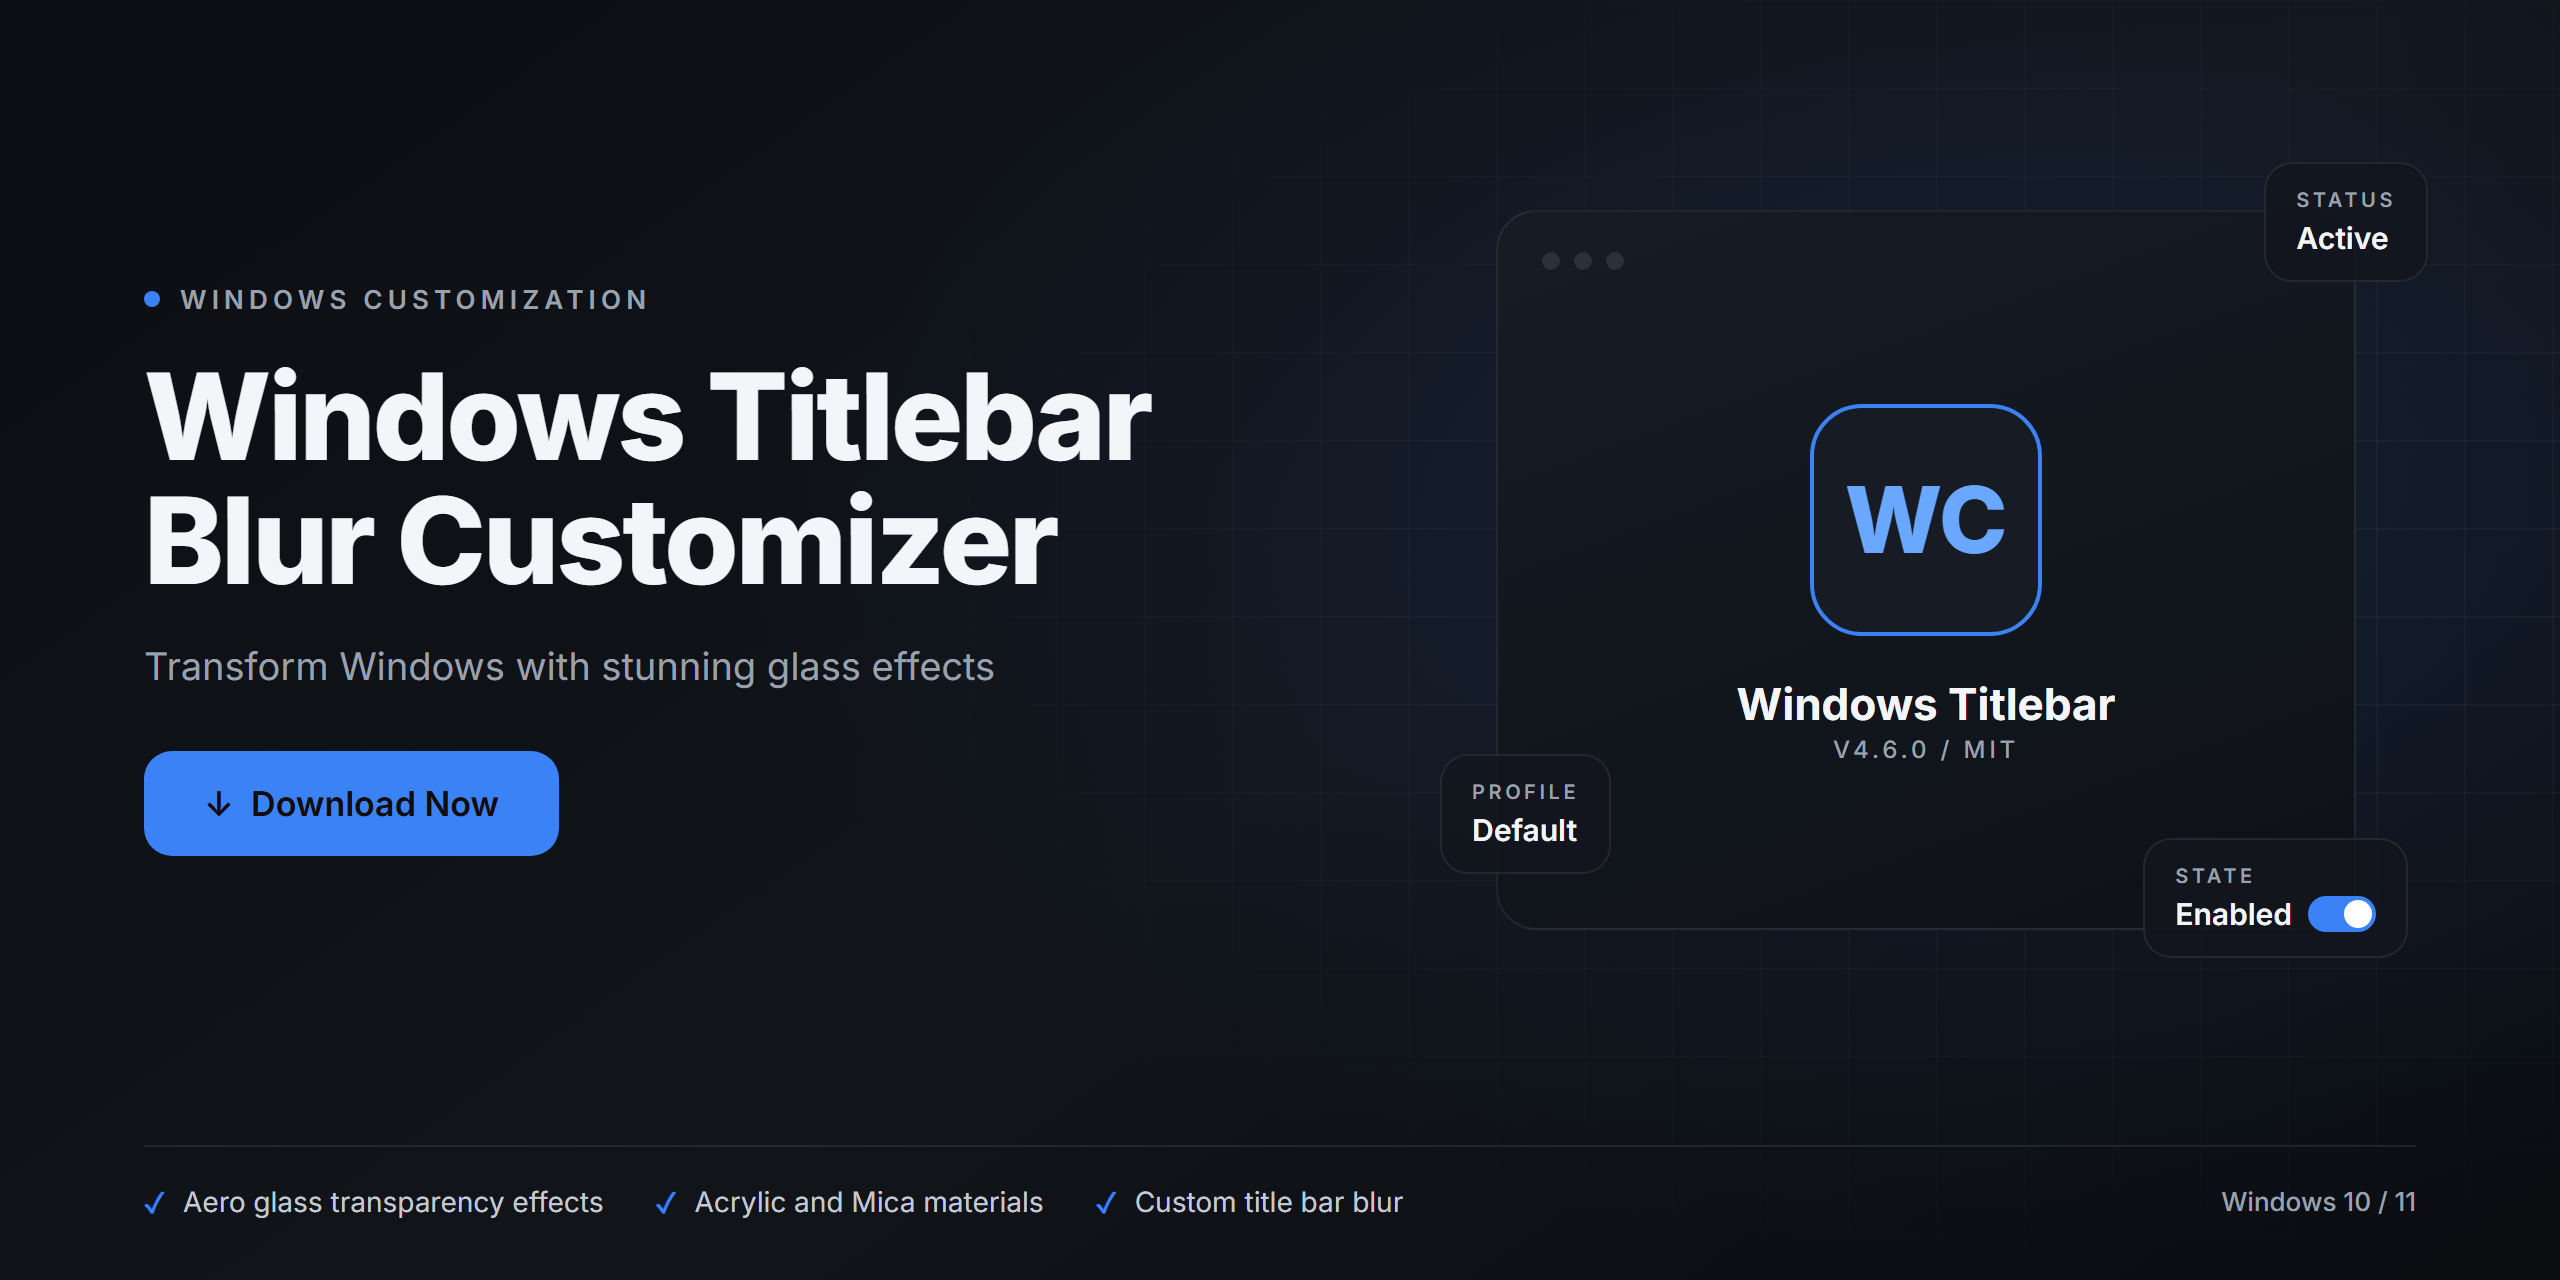 WINDOWS CUSTOMIZATION
Windows Titlebar
Blur Customizer
Transform Windows with stunning glass effects
↓ Download Now
STATUS
Active
WC
Windows Titlebar
V4.6.0 / MIT
PROFILE
Default
STATE
Enabled
✓ Aero glass transparency effects
✓ Acrylic and Mica materials
✓ Custom title bar blur
Windows 10 / 11